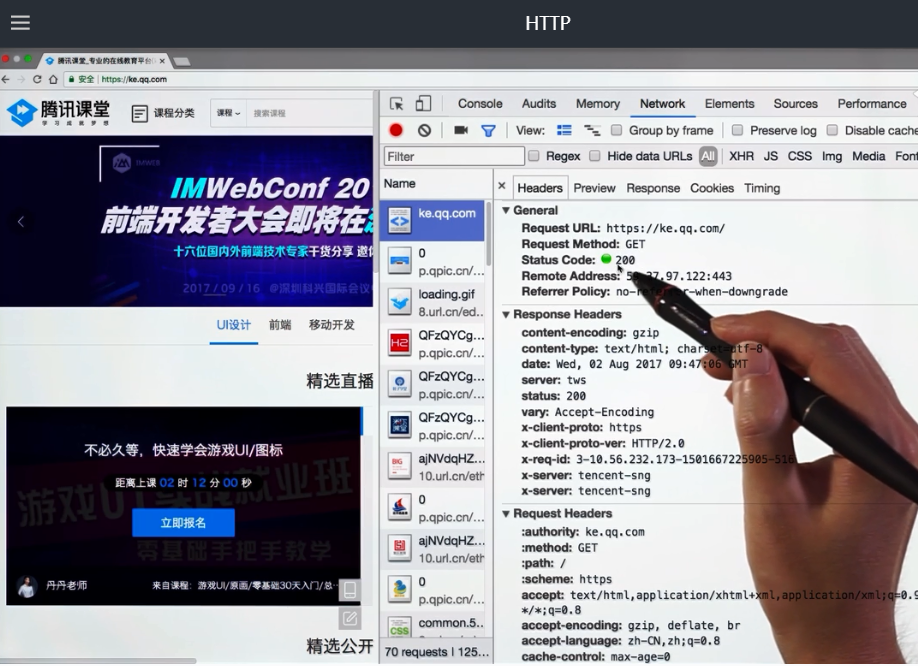 HTTP
腾讯课堂_专业的在线教育平台
安全 https://ke.qq.com
腾讯课堂
学习成就梦想
课程分类
课程
搜索课程
IMWEB
IMWebConf 20
前端开发者大会即将在
十六位国内外前端技术专家干货分享 邀
2017 / 09 / 16 @深圳科兴国际会议
UI设计 前端 移动开发
精选直播
不必久等，快速学会游戏UI/图标
距离上课 02 时 12 分 00 秒
立即报名
零基础手把手教学
丹丹老师
来自课程：游戏UI/原画/零基础30天入门/总…
精选公开
Console Audits Memory Network Elements Sources Performance
View: Group by frame Preserve log Disable cache
Filter Regex Hide data URLs All XHR JS CSS Img Media Font
Name
ke.qq.com
0
p.qpic.cn/...
loading.gif
8.url.cn/ed...
QFzQYCg...
p.qpic.cn/...
QFzQYCg...
p.qpic.cn/...
QFzQYCg...
p.qpic.cn/...
ajNVdqHZ...
10.url.cn/eth
0
p.qpic.cn/...
ajNVdqHZ...
10.url.cn/eth
0
p.qpic.cn/...
common.5...
70 requests | 125...
× Headers Preview Response Cookies Timing
General
Request URL: https://ke.qq.com/
Request Method: GET
Status Code: 200
Remote Address: 97.122:443
Referrer Policy: no-referrer-when-downgrade
Response Headers
content-encoding: gzip
content-type: text/html; charset=utf-8
date: Wed, 02 Aug 2017 09:47:06 GMT
server: tws
status: 200
vary: Accept-Encoding
x-client-proto: https
x-client-proto-ver: HTTP/2.0
x-req-id: 3-10.56.232.173-1501667225905-516
x-server: tencent-sng
x-server: tencent-sng
Request Headers
:authority: ke.qq.com
:method: GET
:path: /
:scheme: https
accept: text/html,application/xhtml+xml,application/xml;q=0.9
*/*;q=0.8
accept-encoding: gzip, deflate, br
accept-language: zh-CN,zh;q=0.8
cache-control: max-age=0